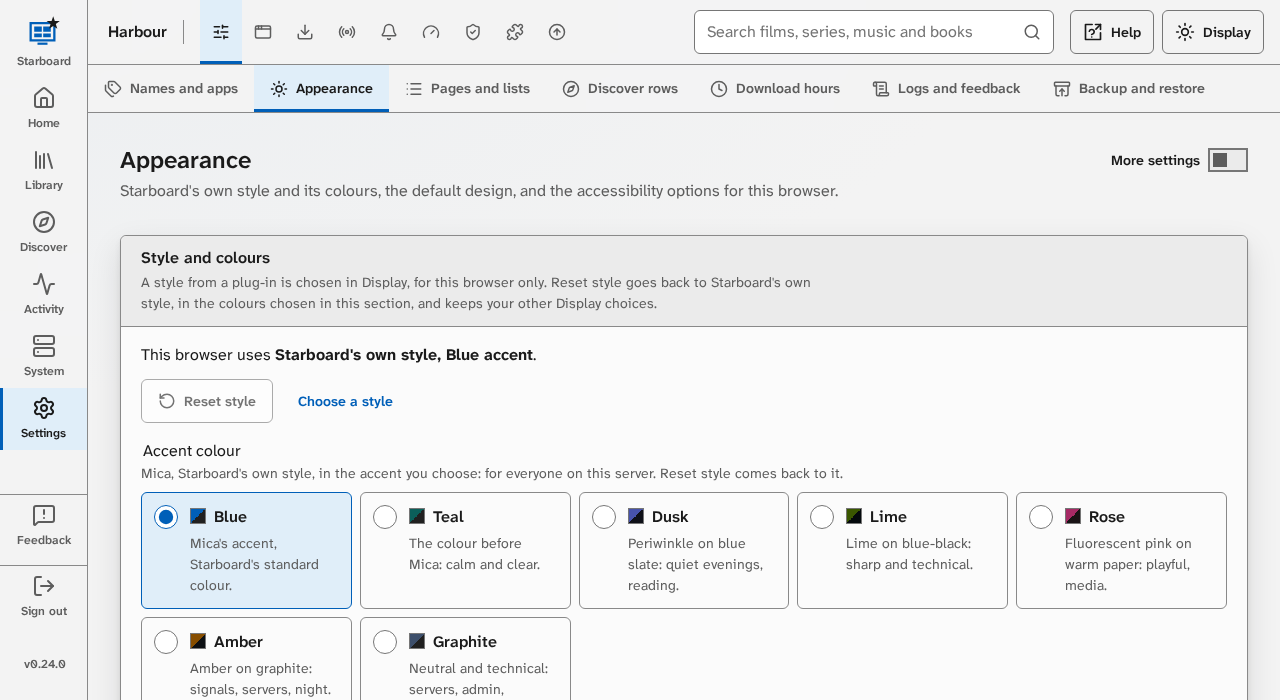 Starboard
Home
Library
Discover
Activity
System
Settings
Feedback
Sign out
v0.24.0
Harbour
Search films, series, music and books
Help
Display
Names and apps
Appearance
Pages and lists
Discover rows
Download hours
Logs and feedback
Backup and restore
Appearance
More settings
Starboard's own style and its colours, the default design, and the accessibility options for this browser.
Style and colours
A style from a plug-in is chosen in Display, for this browser only. Reset style goes back to Starboard's own
style, in the colours chosen in this section, and keeps your other Display choices.
This browser uses Starboard's own style, Blue accent.
Reset style
Choose a style
Accent colour
Mica, Starboard's own style, in the accent you choose: for everyone on this server. Reset style comes back to it.
Blue
Mica's accent,
Starboard's standard
colour.
Teal
The colour before
Mica: calm and clear.
Dusk
Periwinkle on blue
slate: quiet evenings,
reading.
Lime
Lime on blue-black:
sharp and technical.
Rose
Fluorescent pink on
warm paper: playful,
media.
Amber
Amber on graphite:
signals, servers, night.
Graphite
Neutral and technical:
servers, admin,